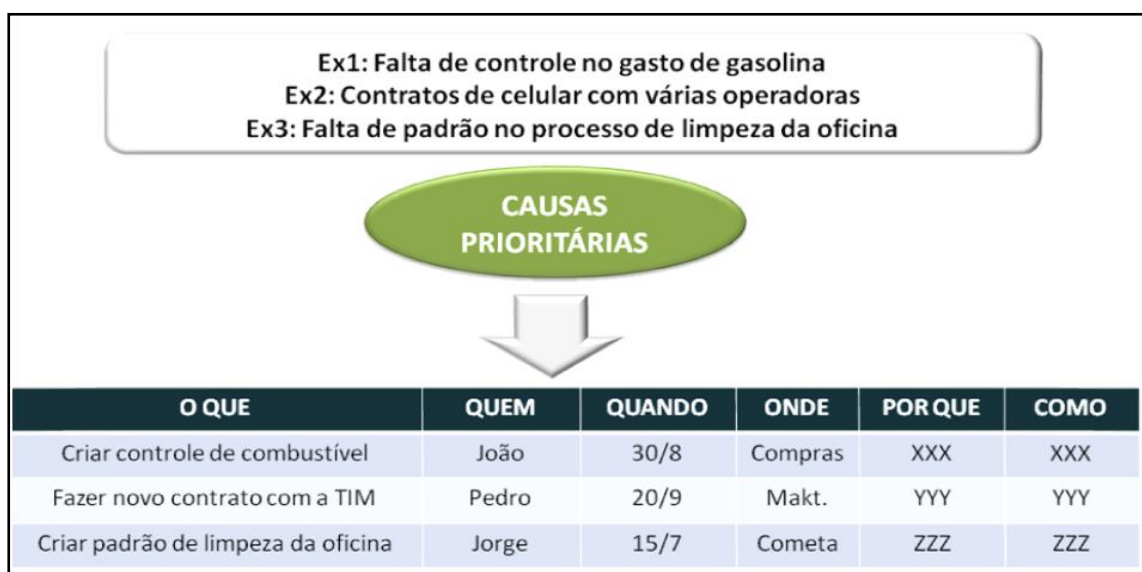 Ex1: Falta de controle no gasto de gasolina
Ex2: Contratos de celular com várias operadoras
Ex3: Falta de padrão no processo de limpeza da oficina
CAUSAS
PRIORITÁRIAS
O QUE QUEM QUANDO ONDE POR QUE COMO
Criar controle de combustível João 30/8 Compras XXX XXX
Fazer novo contrato com a TIM Pedro 20/9 Makt. YYY YYY
Criar padrão de limpeza da oficina Jorge 15/7 Cometa ZZZ ZZZ